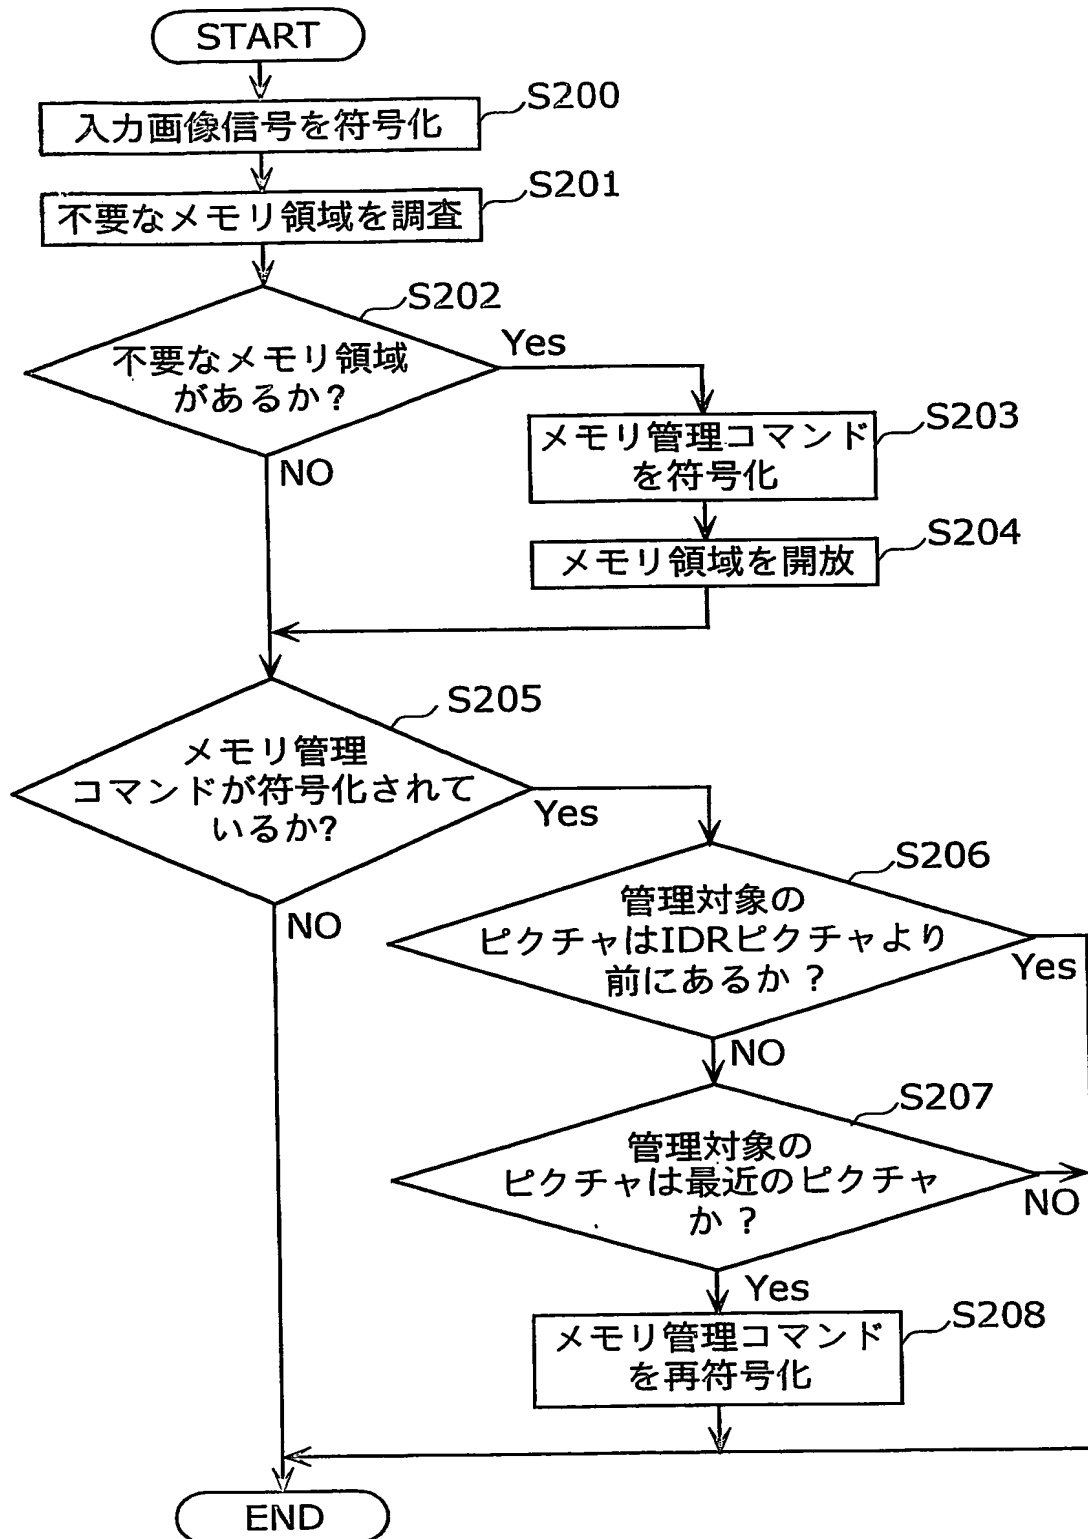 START
S200
入力画像信号を符号化
S201
不要なメモリ領域を調査
S202
不要なメモリ領域
があるか?
Yes
NO
S203
メモリ管理コマンド
を符号化
S204
メモリ領域を開放
S205
メモリ管理
コマンドが符号化されて
いるか?
Yes
NO
S206
管理対象の
ピクチャはIDRピクチャより
前にあるか?
Yes
NO
S207
管理対象の
ピクチャは最近のピクチャ
か?
NO
Yes
S208
メモリ管理コマンド
を再符号化
END